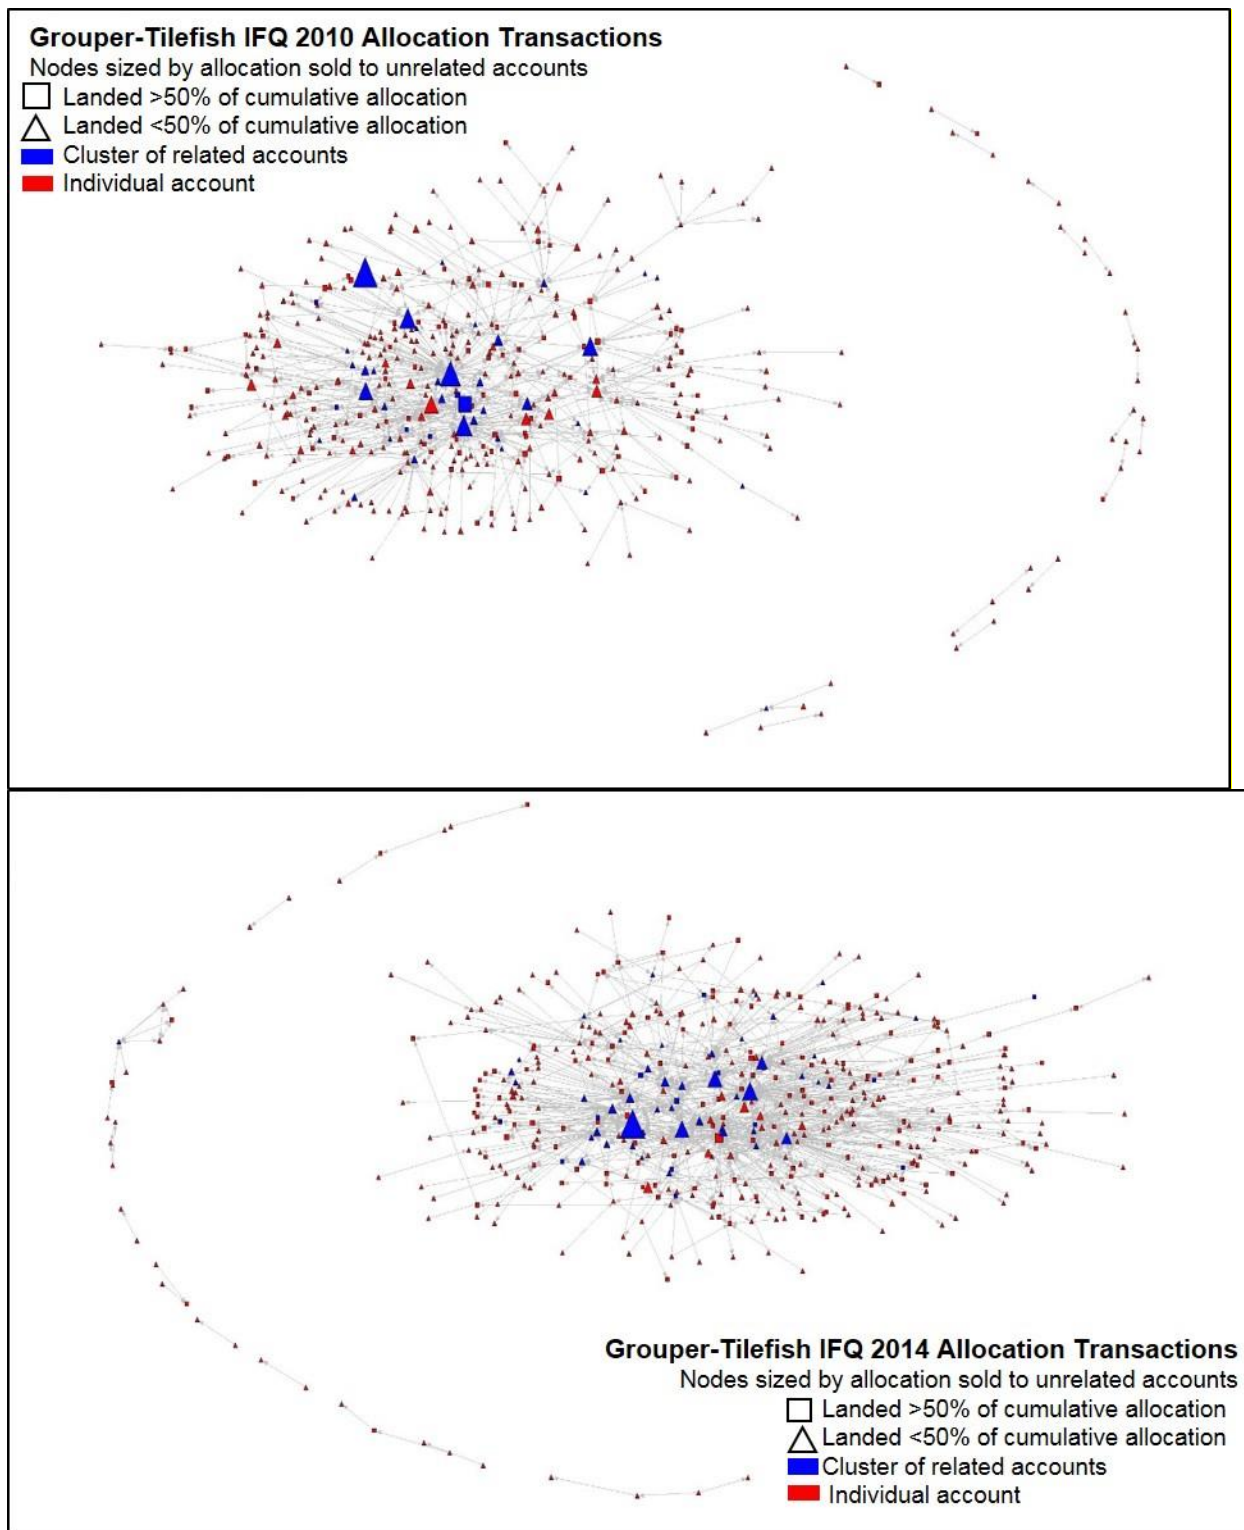 Grouper-Tilefish IFQ 2010 Allocation Transactions
Nodes sized by allocation sold to unrelated accounts
Landed >50% of cumulative allocation
Landed <50% of cumulative allocation
Cluster of related accounts
Individual account
Grouper-Tilefish IFQ 2014 Allocation Transactions
Nodes sized by allocation sold to unrelated accounts
Landed >50% of cumulative allocation
Landed <50% of cumulative allocation
Cluster of related accounts
Individual account